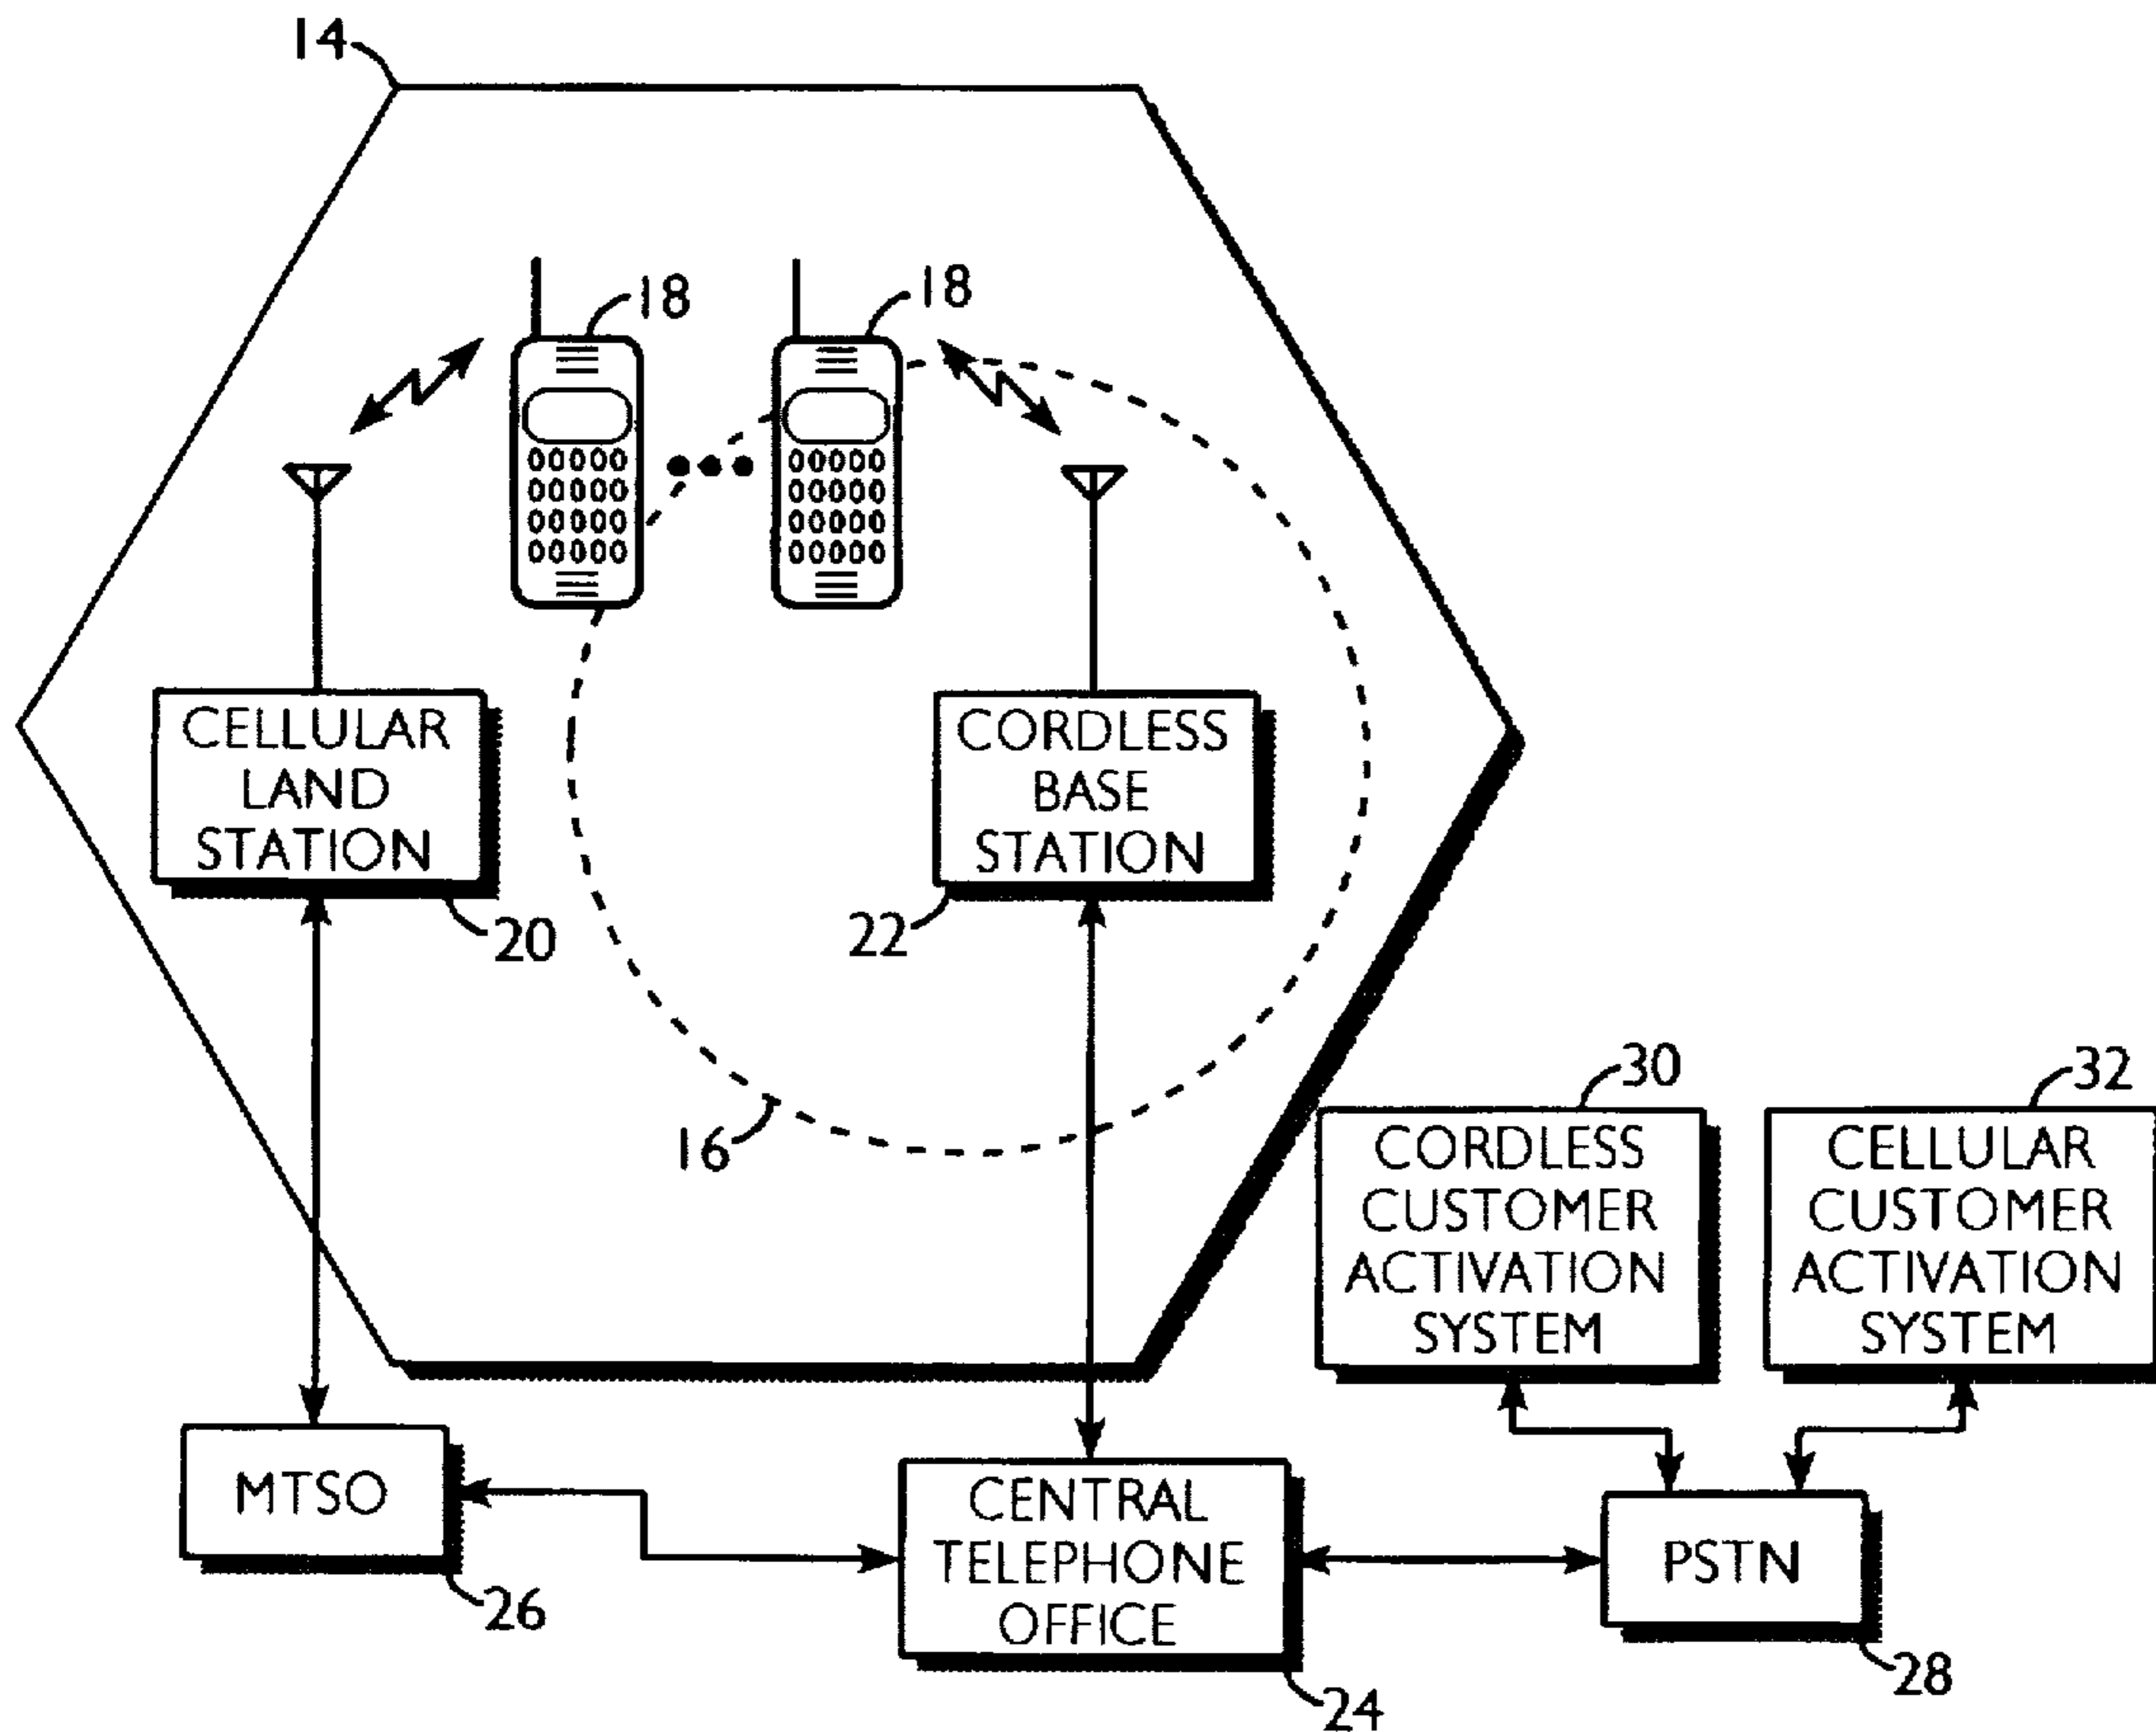 14
18
18
CELLULAR
LAND
STATION
20
CORDLESS
BASE
STATION
22
16
30
CORDLESS
CUSTOMER
ACTIVATION
SYSTEM
32
CELLULAR
CUSTOMER
ACTIVATION
SYSTEM
MTSO
26
CENTRAL
TELEPHONE
OFFICE
24
PSTN
28